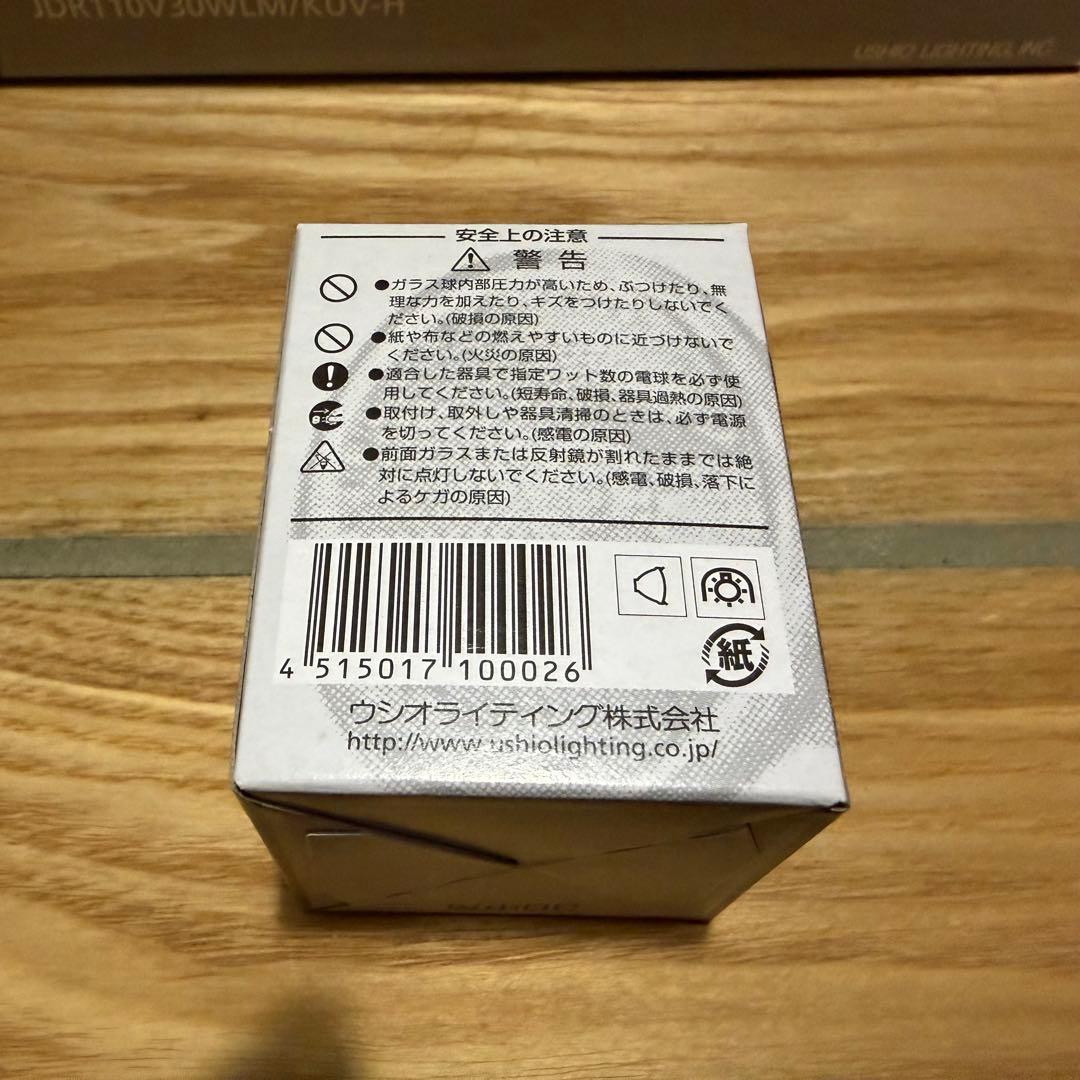 JDR110V30WLM/KUV-H
USHIO LIGHTING, INC.
安全上の注意
警告
●ガラス球内部圧力が高いため、ぶつけたり、無
理な力を加えたり、キズをつけたりしないでく
ださい。(破損の原因)
●紙や布などの燃えやすいものに近づけないで
ください。(火災の原因)
●適合した器具で指定ワット数の電球を必ず使
用してください。(短寿命、破損、器具過熱の原因)
●取付け、取外しや器具清掃のときは、必ず電源
を切ってください。(感電の原因)
●前面ガラスまたは反射鏡が割れたままでは絶
対に点灯しないでください。(感電、破損、落下に
よるケガの原因)
4 515017 100026
紙
ウシオライティング株式会社
http://www.ushiolighting.co.jp/